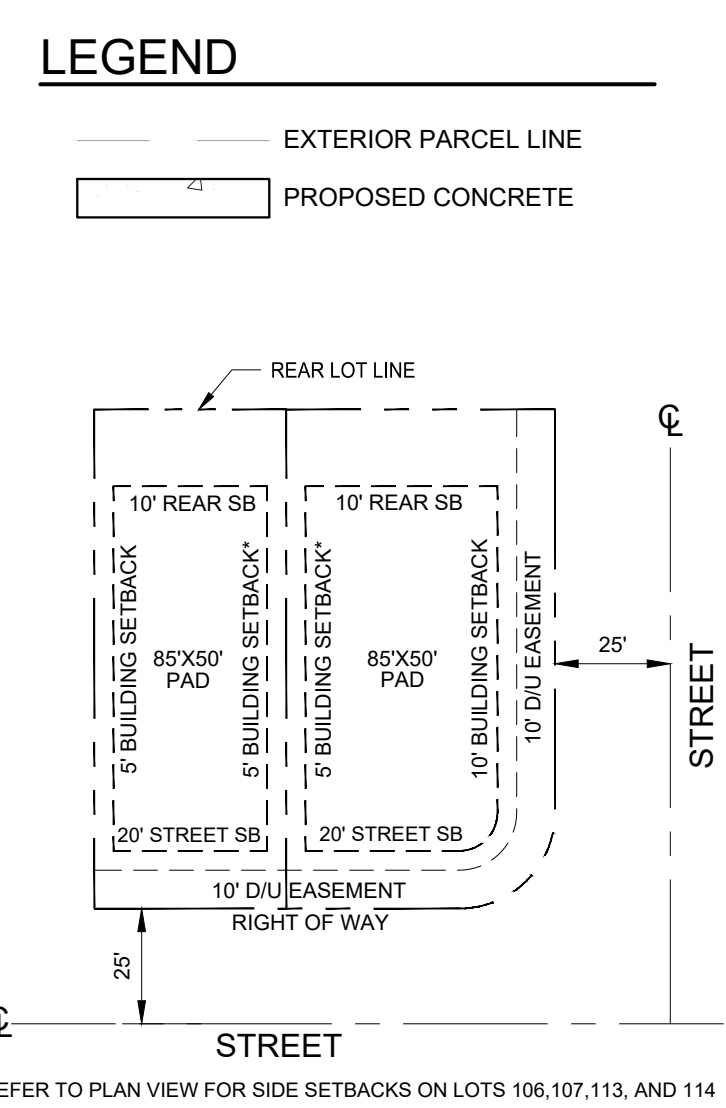 LEGEND
EXTERIOR PARCEL LINE
PROPOSED CONCRETE
REAR LOT LINE
℄
10' REAR SB
10' REAR SB
5' BUILDING SETBACK
5' BUILDING SETBACK*
5' BUILDING SETBACK*
10' BUILDING SETBACK
10' D/U EASEMENT
85'X50'
PAD
85'X50'
PAD
25'
STREET
20' STREET SB
20' STREET SB
10' D/U EASEMENT
RIGHT OF WAY
25'
℄
STREET
TO PLAN VIEW FOR SIDE SETBACKS ON LOTS 106,107,113, AND 114